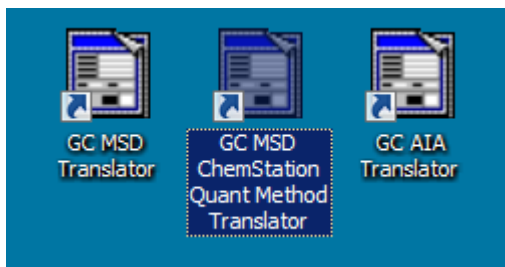 GC MSD
Translator
GC MSD
ChemStation
Quant Method
Translator
GC AIA
Translator